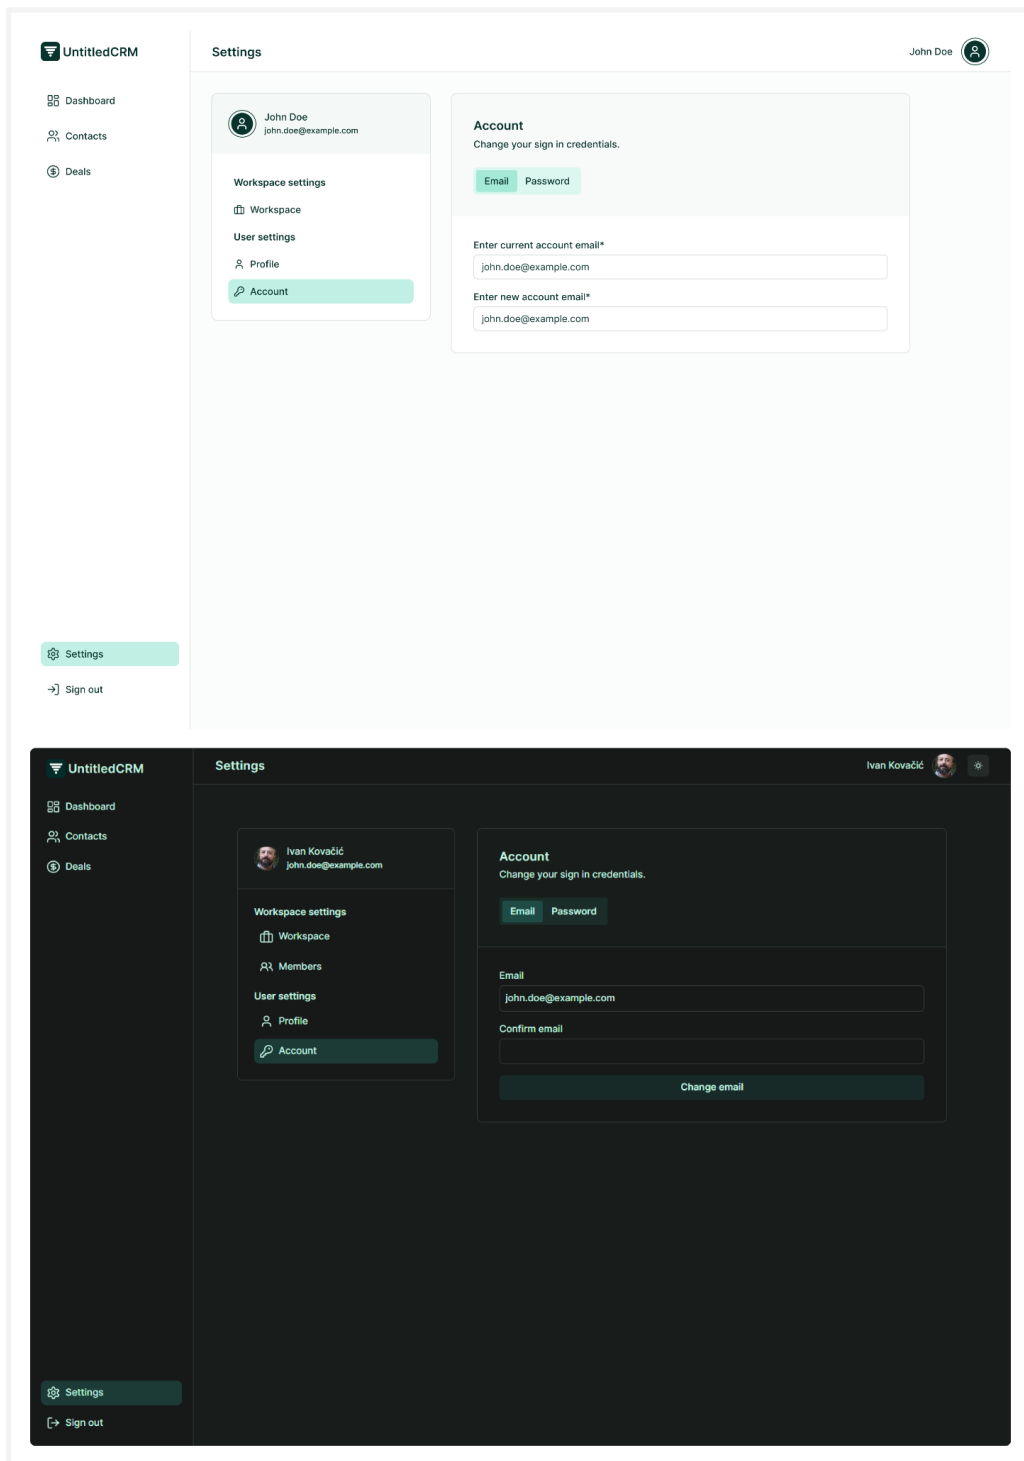 UntitledCRM
Settings
John Doe
Dashboard
Contacts
Deals
Settings
Sign out
John Doe
john.doe@example.com
Workspace settings
Workspace
User settings
Profile
Account
Account
Change your sign in credentials.
Email Password
Enter current account email*
john.doe@example.com
Enter new account email*
john.doe@example.com
UntitledCRM
Settings
Ivan Kovačić
Dashboard
Contacts
Deals
Settings
Sign out
Ivan Kovačić
john.doe@example.com
Workspace settings
Workspace
Members
User settings
Profile
Account
Account
Change your sign in credentials.
Email Password
Email
john.doe@example.com
Confirm email
Change email